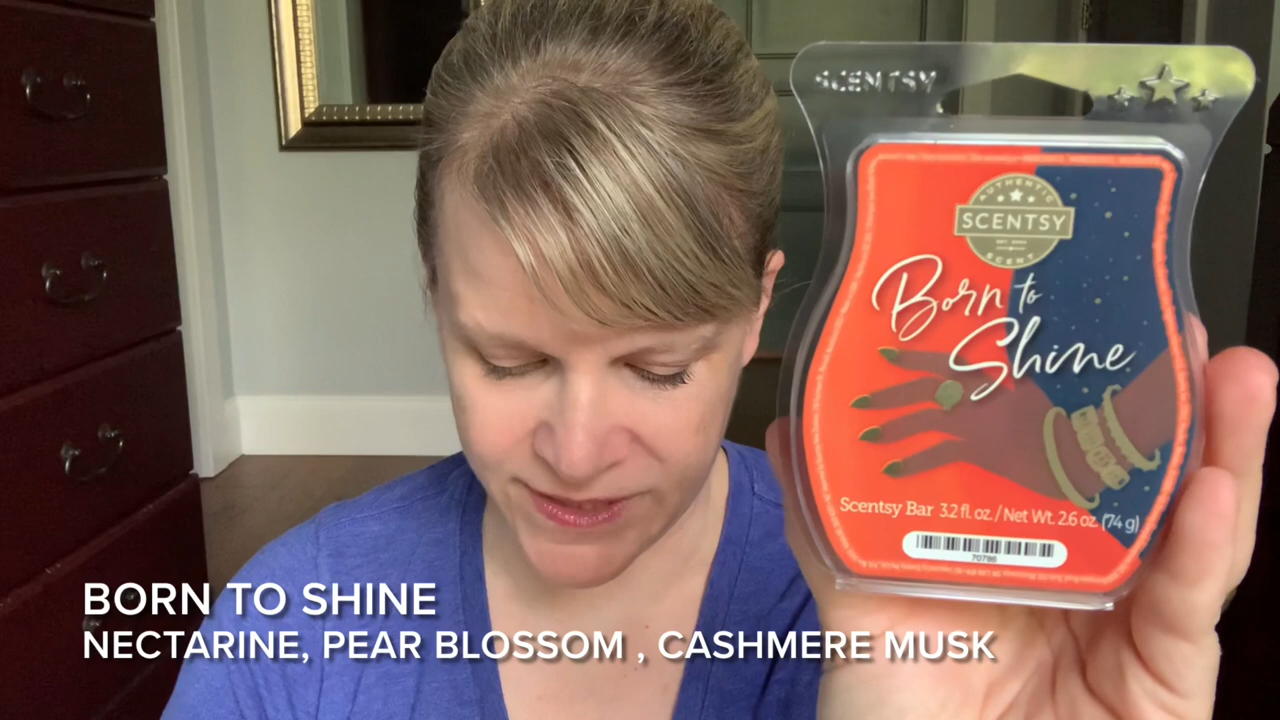 SCENTSY
AUTHENTIC
SCENTSY
SCENT
Born to
Shine
Scentsy Bar 3.2 fl. oz. / Net Wt. 2.6 oz. (74 g)
70786
BORN TO SHINE
NECTARINE, PEAR BLOSSOM , CASHMERE MUSK